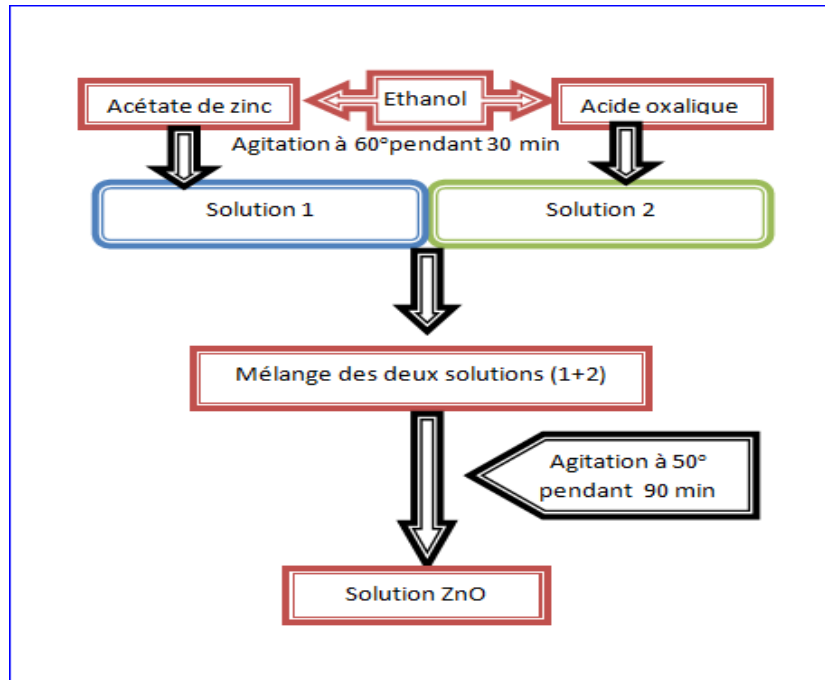 Acétate de zinc
Ethanol
Acide oxalique
Agitation à 60°pendant 30 min
Solution 1
Solution 2
Mélange des deux solutions (1+2)
Agitation à 50°
pendant 90 min
Solution ZnO